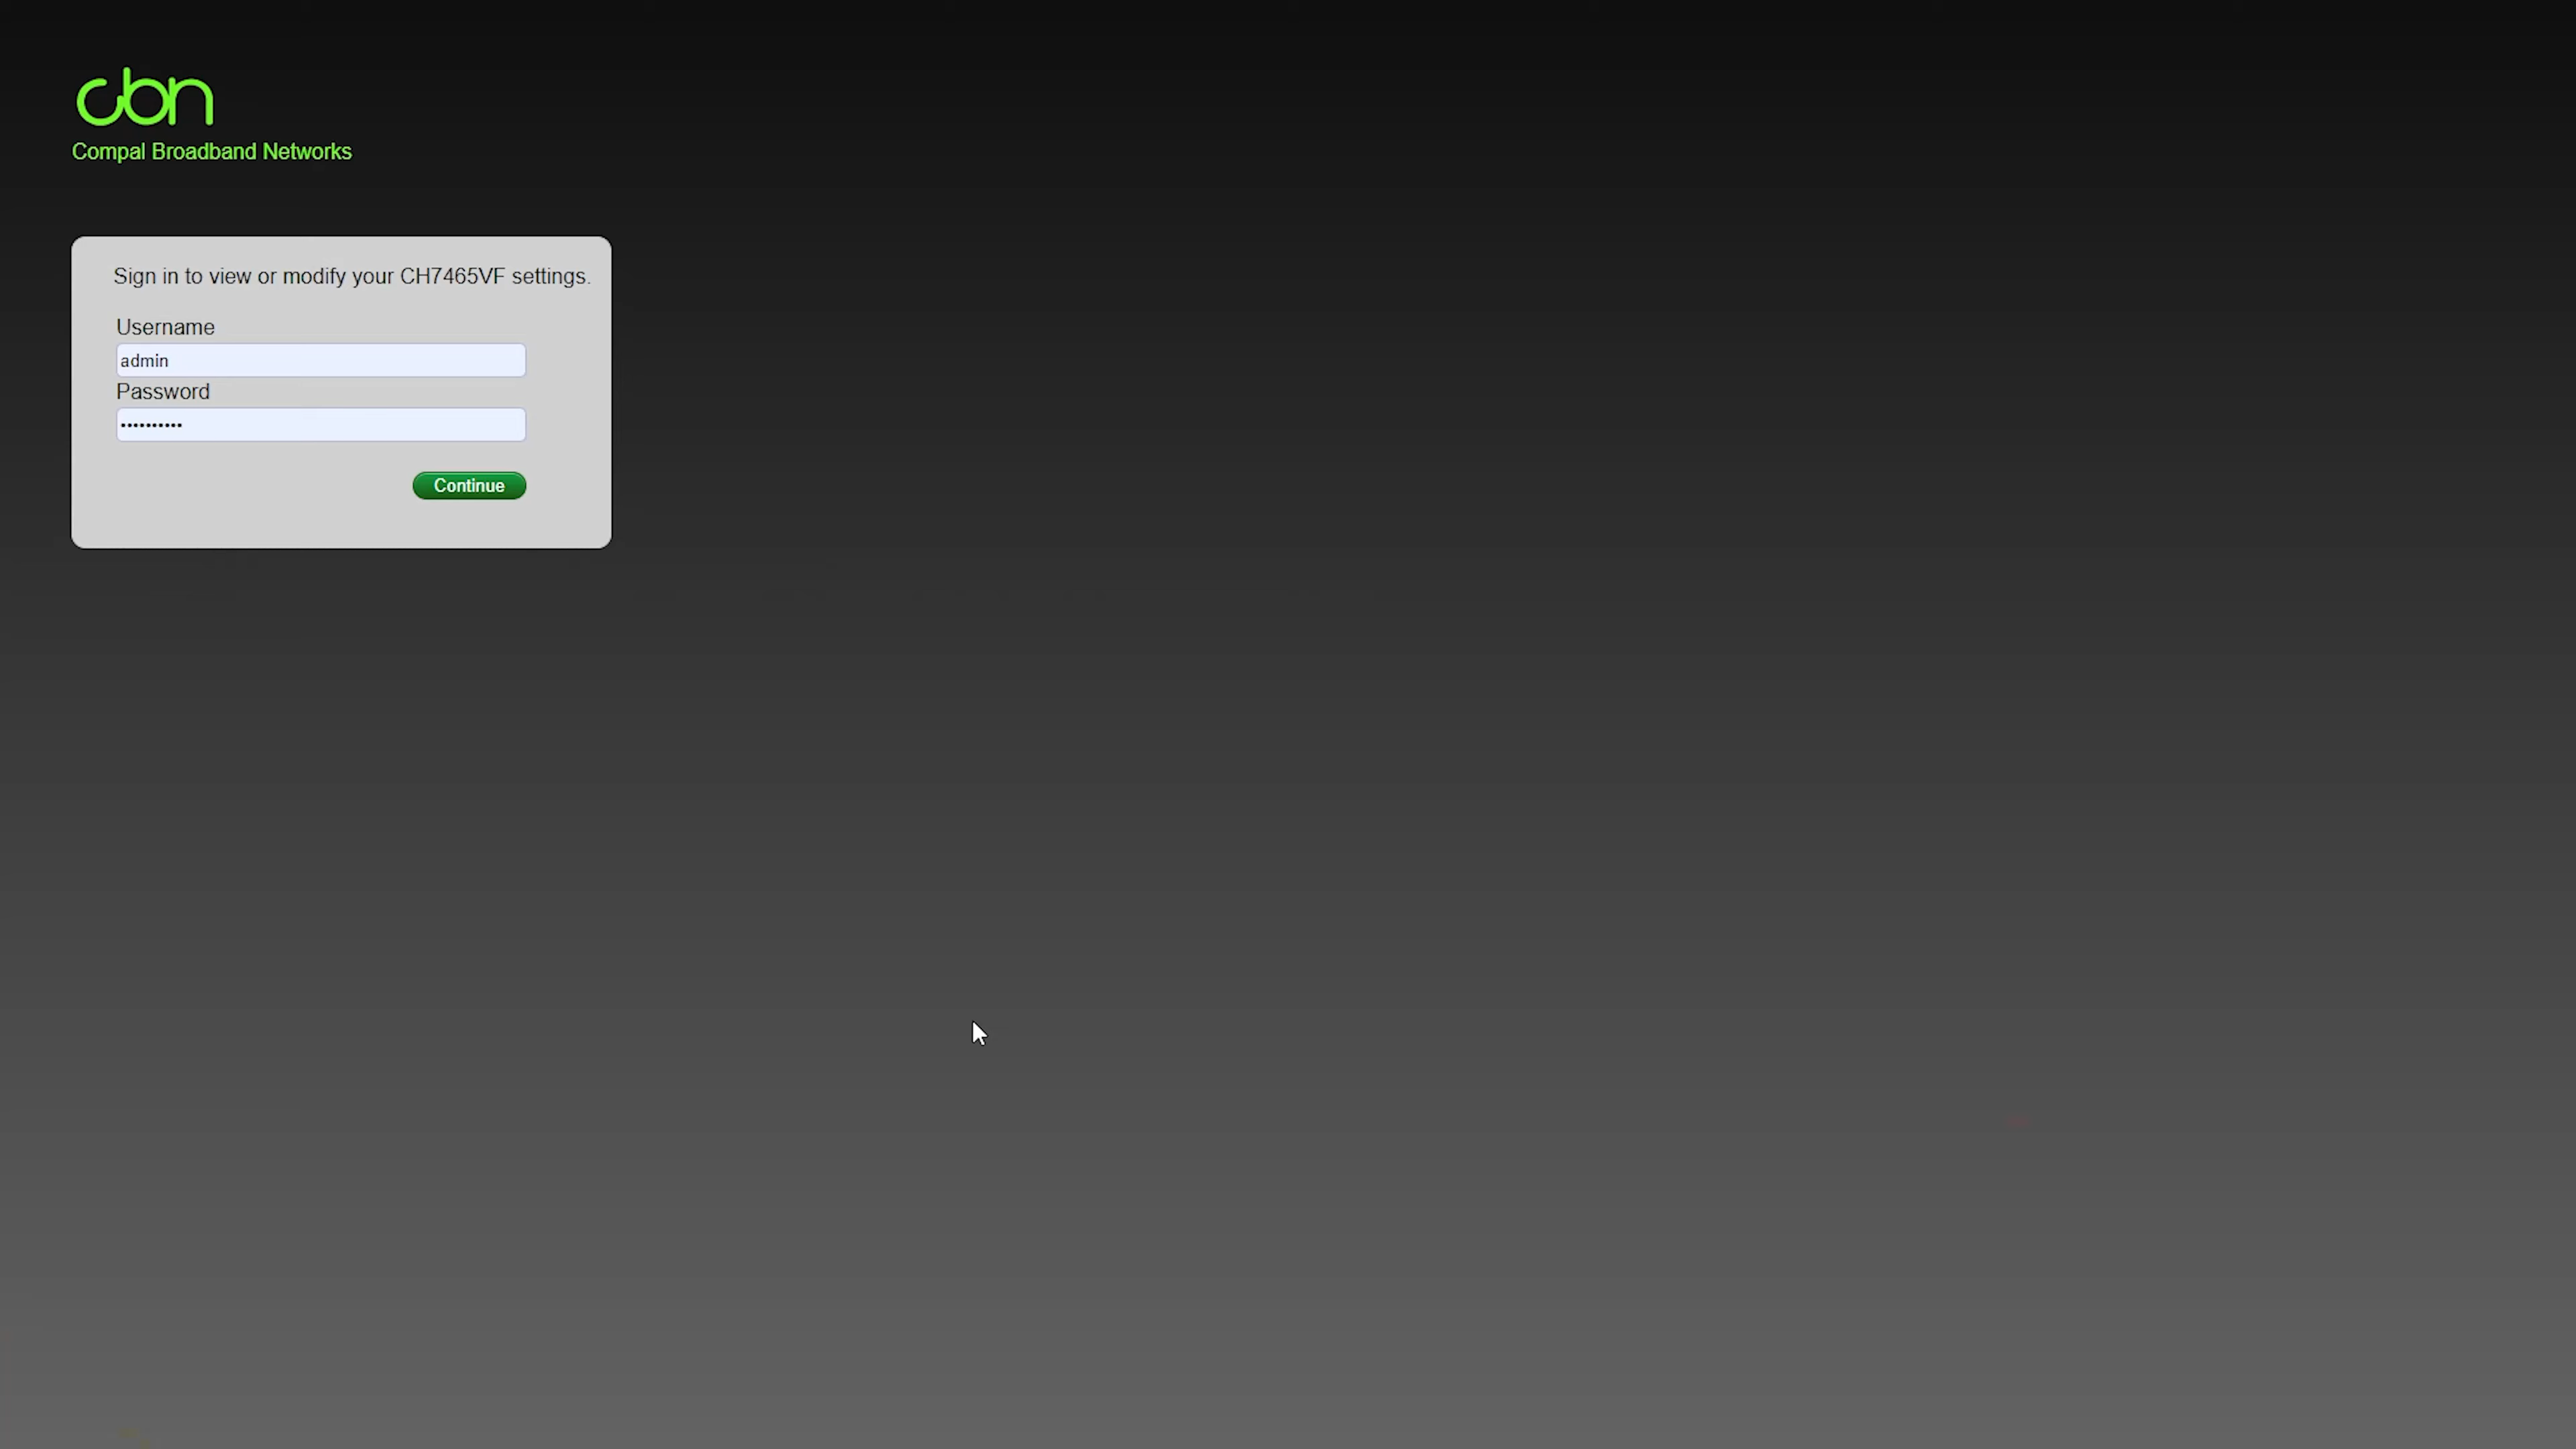 cbn
Compal Broadband Networks
Sign in to view or modify your CH7465VF settings.
Username
admin
Password
••••••••••
Continue